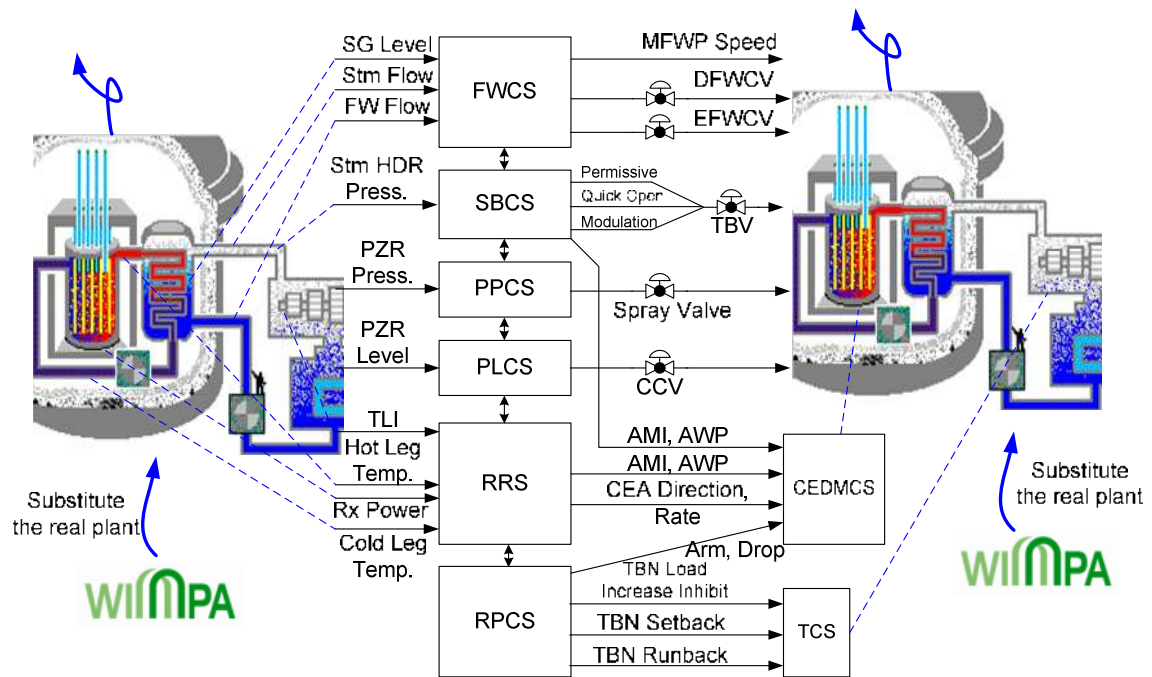 SG Level
Stm Flow
FW Flow
FWCS
MFWP Speed
DFWCV
EFWCV
Stm HDR
Press.
SBCS
Permissive
Quick Open
Modulation
TBV
PZR
Press.
PPCS
Spray Valve
PZR
Level
PLCS
CCV
TLI
Hot Leg
Temp.
Rx Power
Cold Leg
Temp.
RRS
AMI, AWP
AMI, AWP
CEA Direction,
Rate
CEDMCS
Arm, Drop
RPCS
TBN Load
Increase Inhibit
TBN Setback
TBN Runback
TCS
Substitute
the real plant
Substitute
the real plant